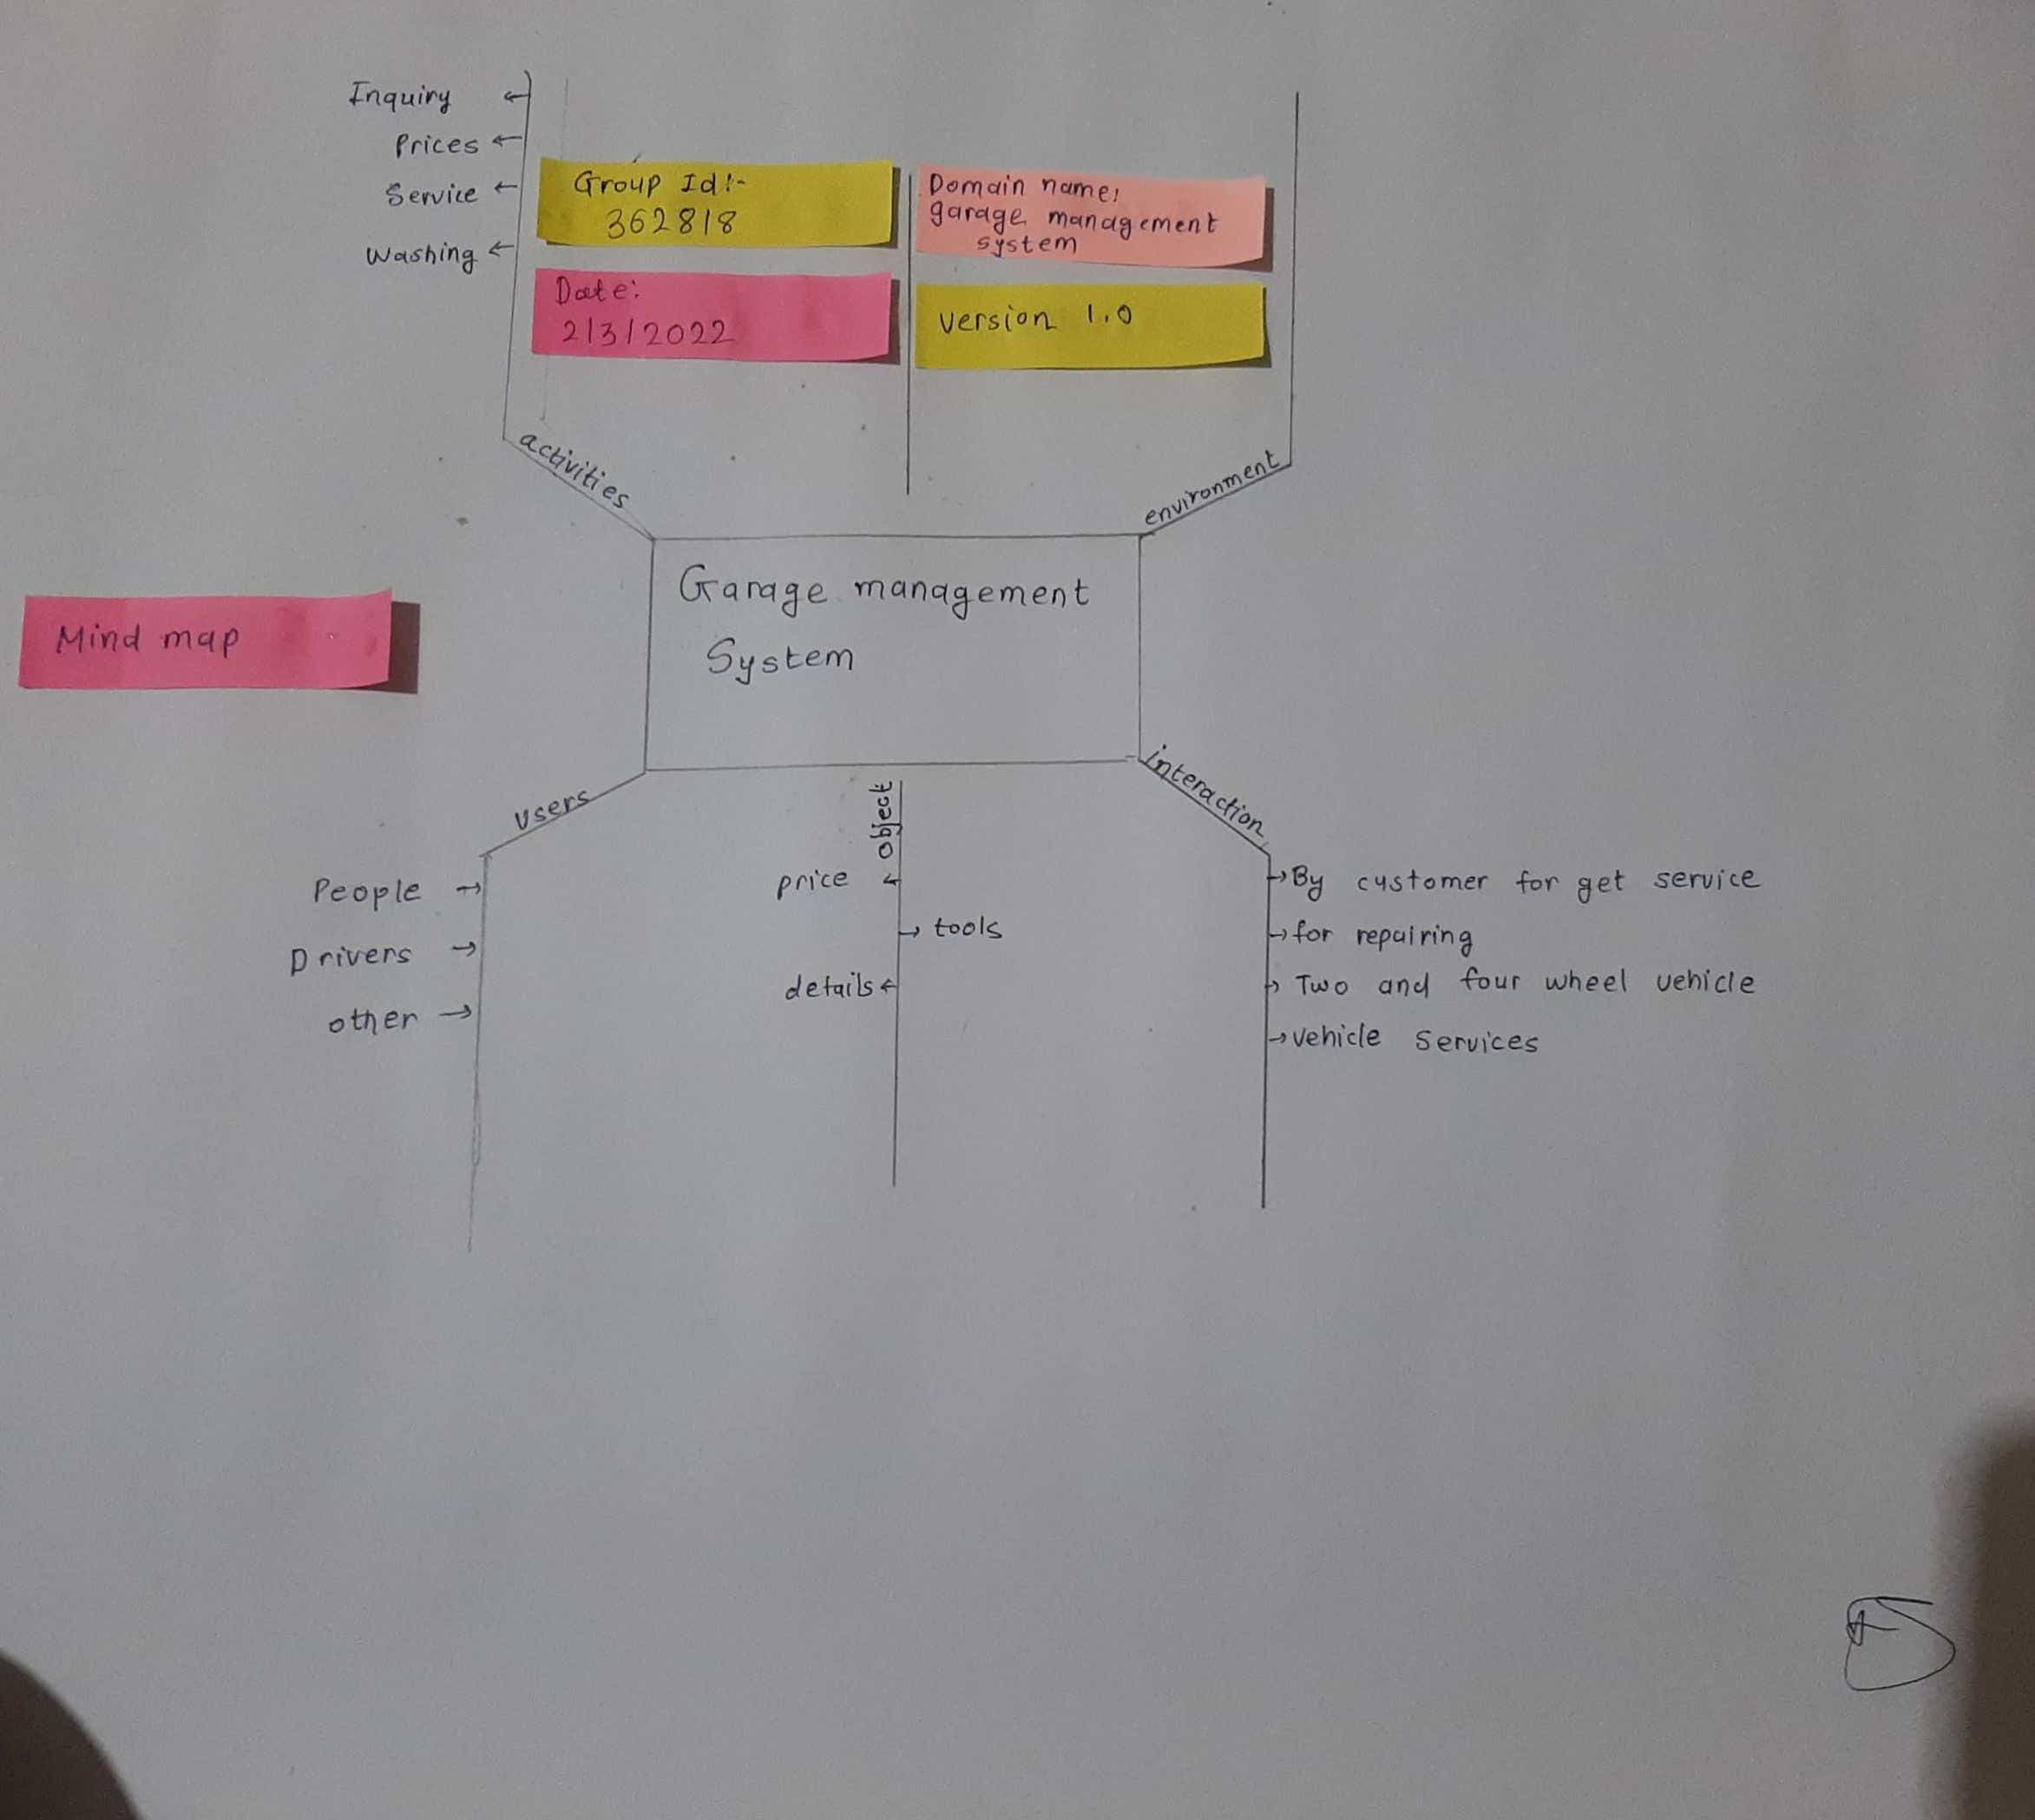 Inquiry
Prices
Service
Washing
Group Id:-
362818
Domain name:
garage management
system
Date:
2/3/2022
version 1.0
activities
environment
Garage management
System
Mind map
users
object
interaction
People
Drivers
other
price
tools
details
By customer for get service
for repairing
Two and four wheel vehicle
vehicle services